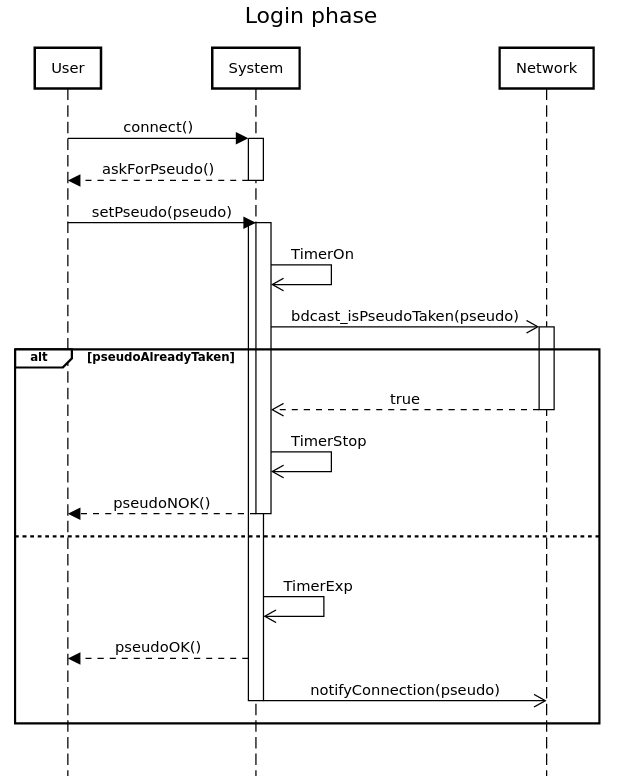 Login phase
User
System
Network
connect()
askForPseudo()
setPseudo(pseudo)
TimerOn
bdcast_isPseudoTaken(pseudo)
alt
[pseudoAlreadyTaken]
true
TimerStop
pseudoNOK()
TimerExp
pseudoOK()
notifyConnection(pseudo)